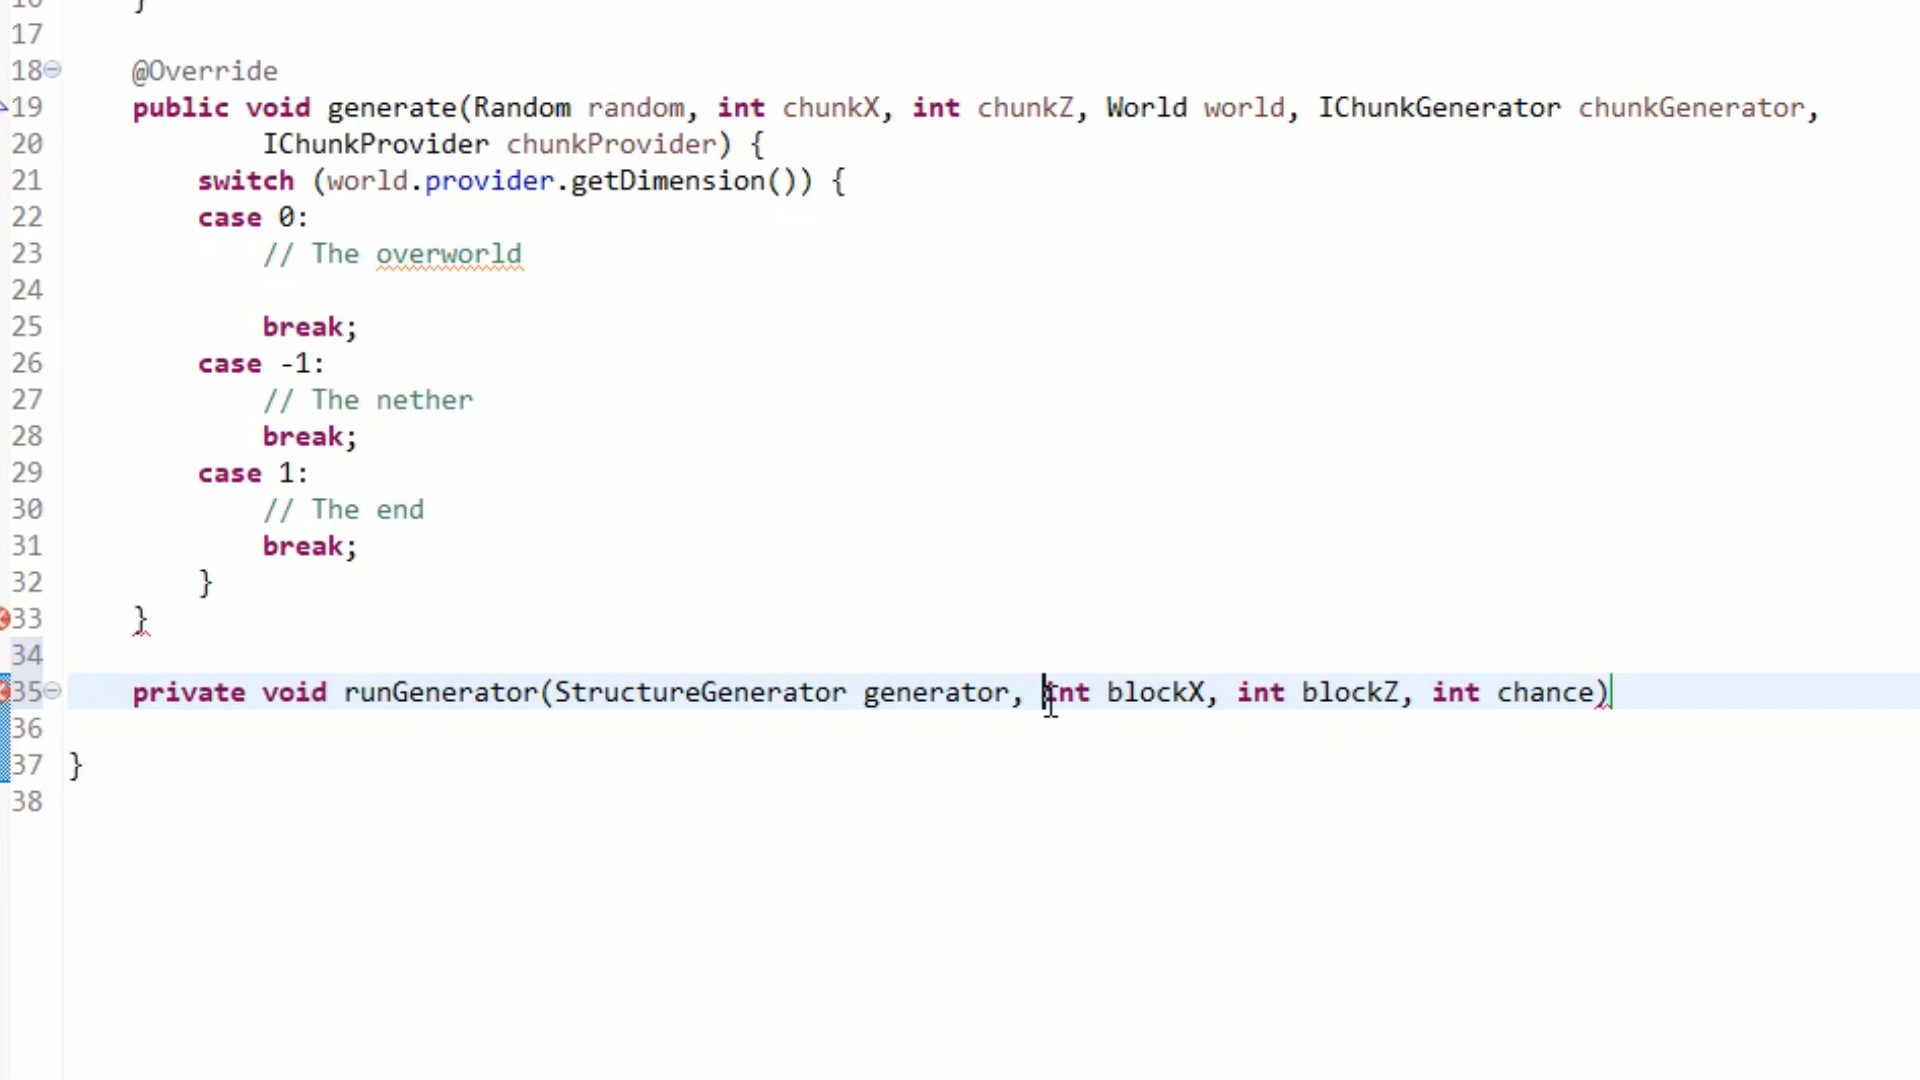 16 }
17
18 @Override
19 public void generate(Random random, int chunkX, int chunkZ, World world, IChunkGenerator chunkGenerator,
20 IChunkProvider chunkProvider) {
21 switch (world.provider.getDimension()) {
22 case 0:
23 // The overworld
24
25 break;
26 case -1:
27 // The nether
28 break;
29 case 1:
30 // The end
31 break;
32 }
33 }
34
35 private void runGenerator(StructureGenerator generator, int blockX, int blockZ, int chance)
36
37 }
38